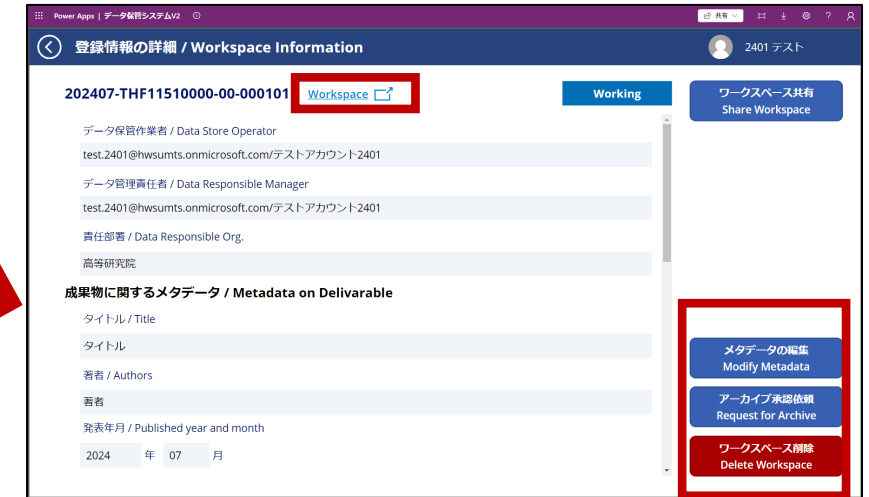 Power Apps | データ保管システムV2
共有
?
登録情報の詳細 / Workspace Information
2401 テスト
202407-THF11510000-00-000101
Workspace
Working
ワークスペース共有
Share Workspace
データ保管作業者 / Data Store Operator
test.2401@hwsumts.onmicrosoft.com/テストアカウント2401
データ管理責任者 / Data Responsible Manager
test.2401@hwsumts.onmicrosoft.com/テストアカウント2401
責任部署 / Data Responsible Org.
高等研究院
成果物に関するメタデータ / Metadata on Delivarable
タイトル / Title
タイトル
著者 / Authors
著者
発表年月 / Published year and month
2024 年 07 月
メタデータの編集
Modify Metadata
アーカイブ承認依頼
Request for Archive
ワークスペース削除
Delete Workspace